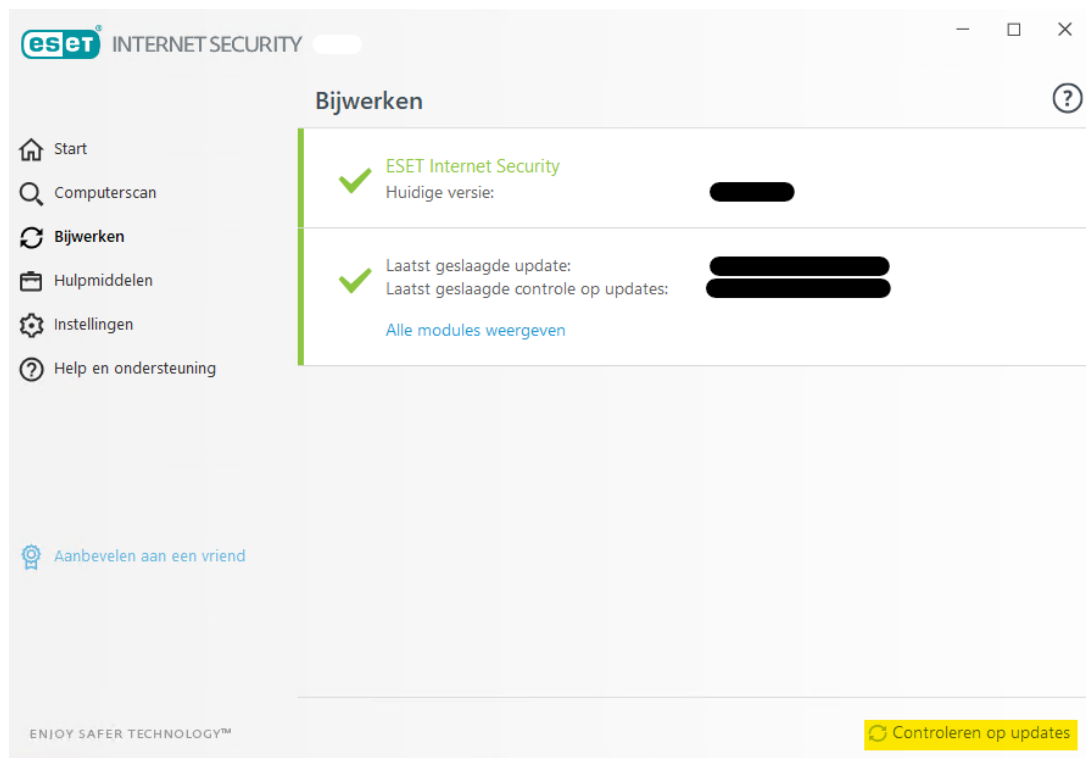 eset® INTERNET SECURITY
Bijwerken
?
Start
Computerscan
Bijwerken
Hulpmiddelen
Instellingen
? Help en ondersteuning
Aanbevelen aan een vriend
ESET Internet Security
Huidige versie:
Laatst geslaagde update:
Laatst geslaagde controle op updates:
Alle modules weergeven
ENJOY SAFER TECHNOLOGY™
Controleren op updates